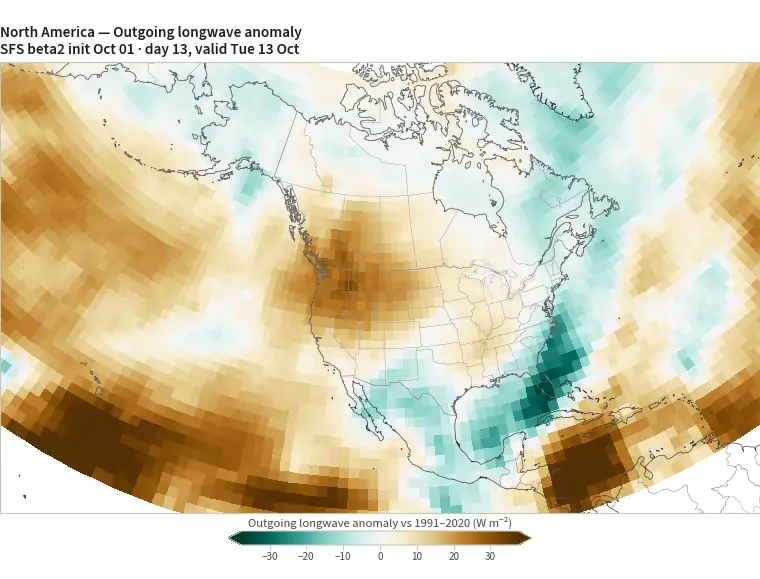 North America — Outgoing longwave anomaly
SFS beta2 init Oct 01 · day 13, valid Tue 13 Oct
Outgoing longwave anomaly vs 1991–2020 (W m⁻²)
−30 −20 −10 0 10 20 30